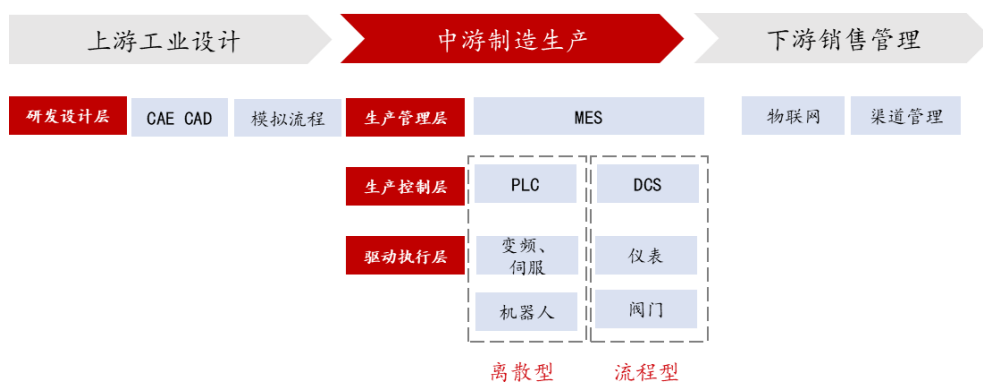 上游工业设计
中游制造生产
下游销售管理
研发设计层
CAE CAD
模拟流程
生产管理层
MES
物联网
渠道管理
生产控制层
PLC
DCS
驱动执行层
变频、
伺服
仪表
机器人
阀门
离散型
流程型